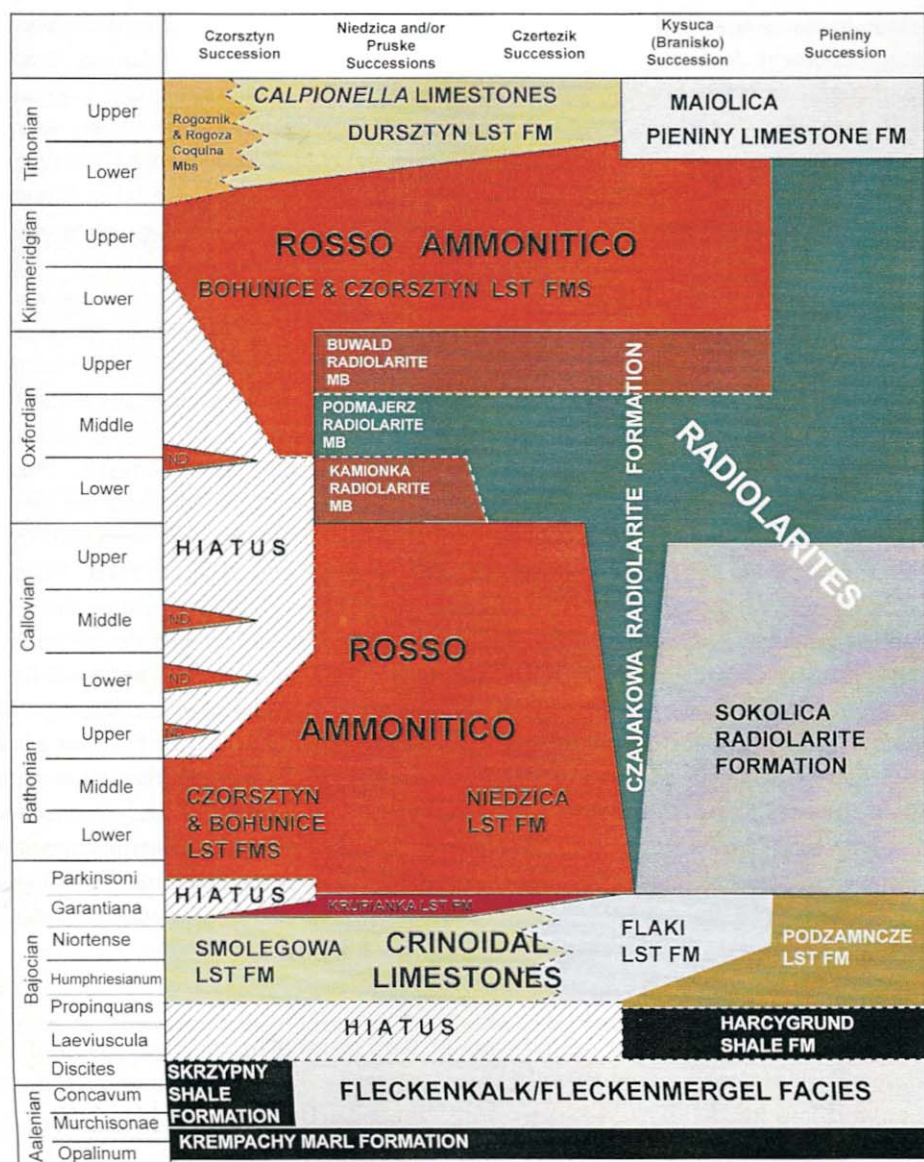 Czorsztyn
Succession
Niedzica and/or
Pruske
Successions
Czertezik
Succession
Kysuca
(Branisko)
Succession
Pieniny
Succession
Tithonian
Upper
Lower
Kimmeridgian
Upper
Lower
Oxfordian
Upper
Middle
Lower
Callovian
Upper
Middle
Lower
Bathonian
Upper
Middle
Lower
Bajocian
Parkinsoni
Garantiana
Niortense
Humphriesianum
Propinquans
Laeviuscula
Discites
Aalenian
Concavum
Murchisonae
Opalinum
Rogoznik
& Rogoza
Coquina
Mbs
CALPIONELLA LIMESTONES
DURSZTYN LST FM
MAIOLICA
PIENINY LIMESTONE FM
ROSSO AMMONITICO
BOHUNICE & CZORSZTYN LST FMS
BUWALD
RADIOLARITE
MB
PODMAJERZ
RADIOLARITE
MB
KAMIONKA
RADIOLARITE
MB
CZAJAKOWA RADIOLARITE FORMATION
RADIOLARITES
ND
HIATUS
ND
ND
ROSSO
AMMONITICO
CZORSZTYN
& BOHUNICE
LST FMS
NIEDZICA
LST FM
SOKOLICA
RADIOLARITE
FORMATION
HIATUS
KRUPIANKA LST FM
SMOLEGOWA
LST FM
CRINOIDAL
LIMESTONES
FLAKI
LST FM
PODZAMNCZE
LST FM
HIATUS
HARCYGRUND
SHALE FM
SKRZYPNY
SHALE
FORMATION
FLECKENKALK/FLECKENMERGEL FACIES
KREMPACHY MARL FORMATION